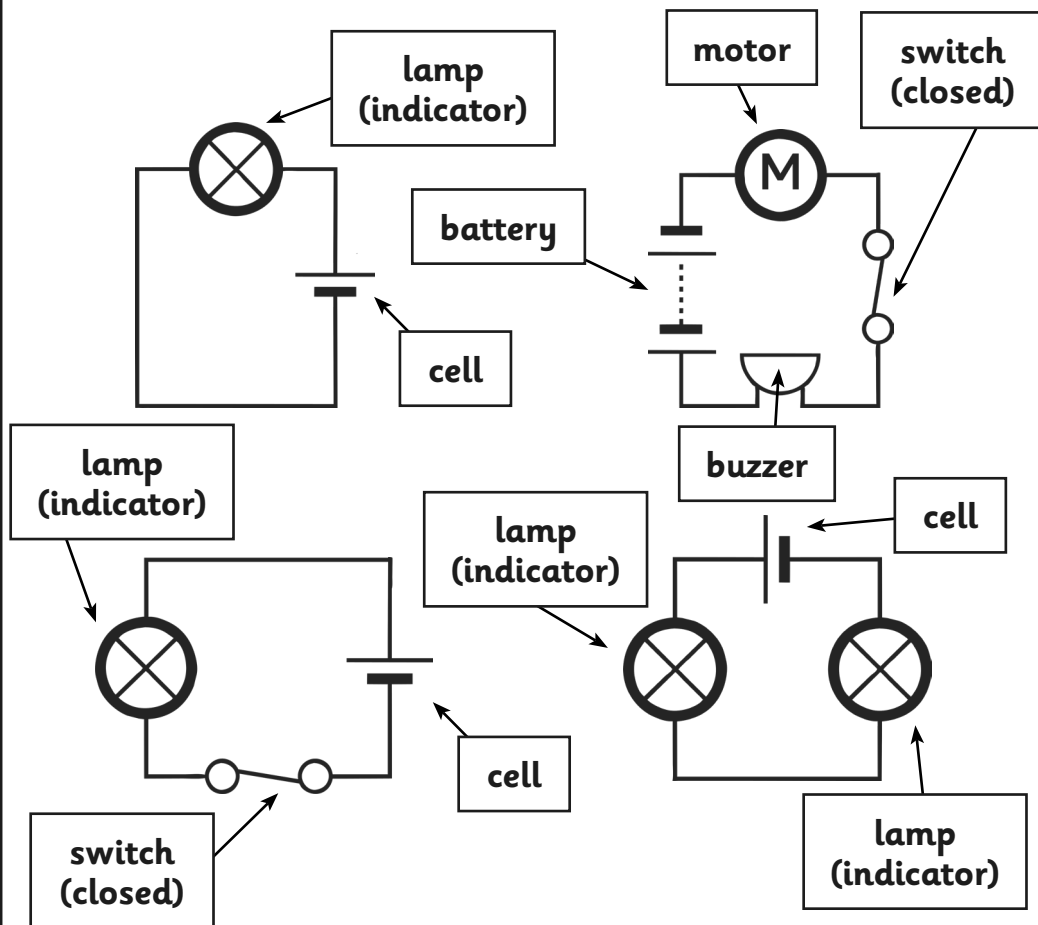 lamp
(indicator)
motor
switch
(closed)
M
battery
cell
buzzer
lamp
(indicator)
lamp
(indicator)
cell
cell
switch
(closed)
lamp
(indicator)